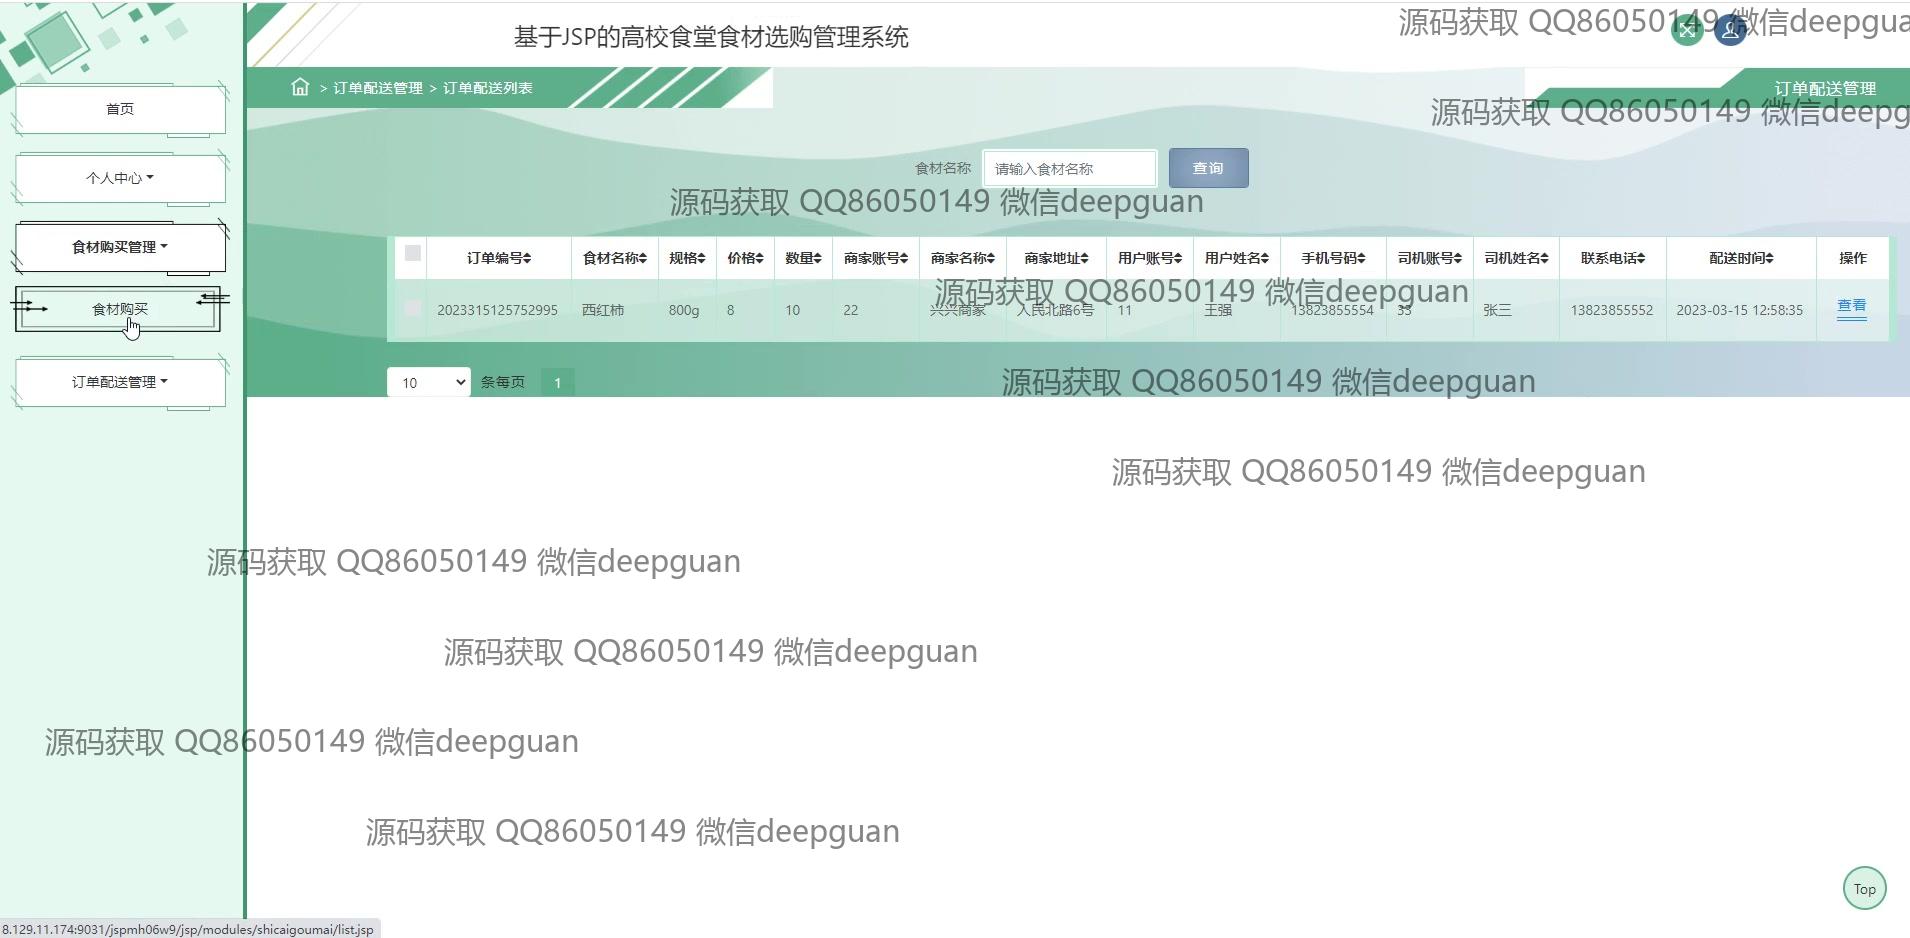 基于JSP的高校食堂食材选购管理系统
源码获取 QQ86050149 微信deepgua
> 订单配送管理 > 订单配送列表
订单配送管理
源码获取 QQ86050149 微信deepg
首页
个人中心
食材购买管理
食材购买
订单配送管理
食材名称 请输入食材名称 查询
源码获取 QQ86050149 微信deepguan
订单编号 食材名称 规格 价格 数量 商家账号 商家名称 商家地址 用户账号 用户姓名 手机号码 司机账号 司机姓名 联系电话 配送时间 操作
源码获取 QQ86050149 微信deepguan
2023315125752995 西红柿 800g 8 10 22 兴兴商家 人民北路6号 11 王强 13823855554 33 张三 13823855552 2023-03-15 12:58:35 查看
10 条每页 1
源码获取 QQ86050149 微信deepguan
源码获取 QQ86050149 微信deepguan
源码获取 QQ86050149 微信deepguan
源码获取 QQ86050149 微信deepguan
源码获取 QQ86050149 微信deepguan
源码获取 QQ86050149 微信deepguan
Top
8.129.11.174:9031/jspmh06w9/jsp/modules/shicaigoumai/list.jsp